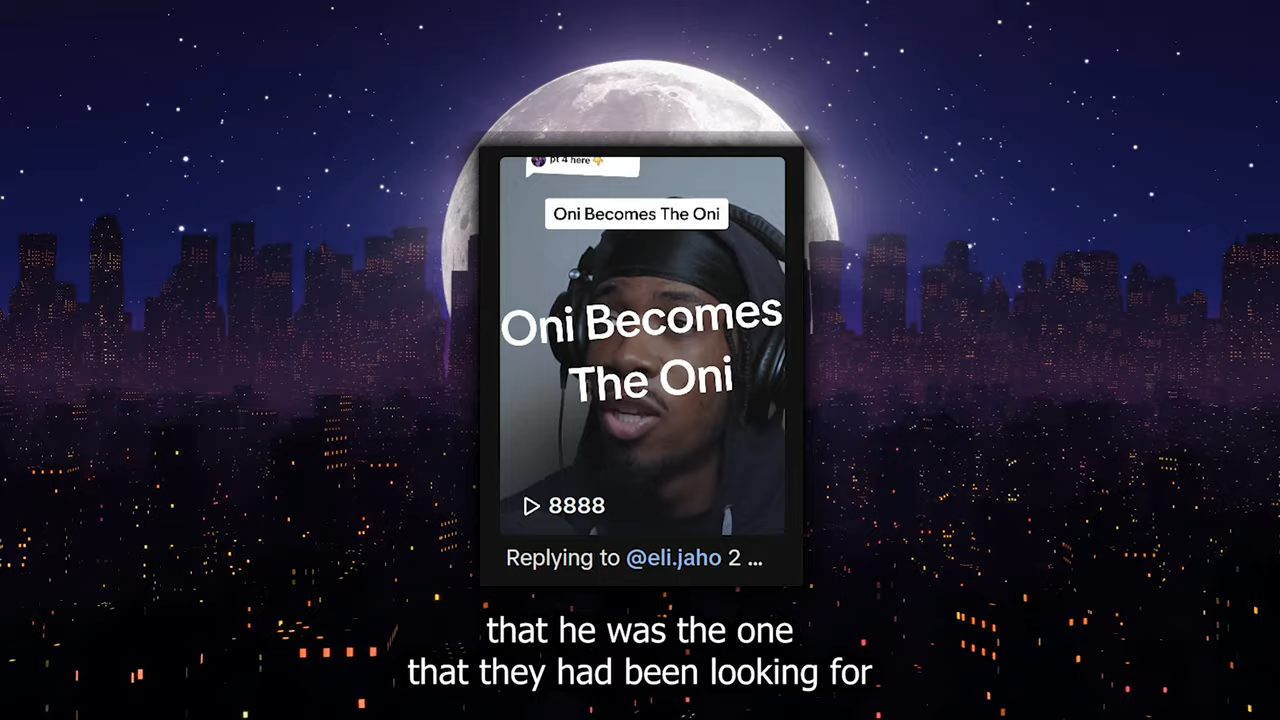 pt 4 here 👇
Oni Becomes The Oni
Oni Becomes
The Oni
8888
Replying to @eli.jaho 2 ...
that he was the one
that they had been looking for